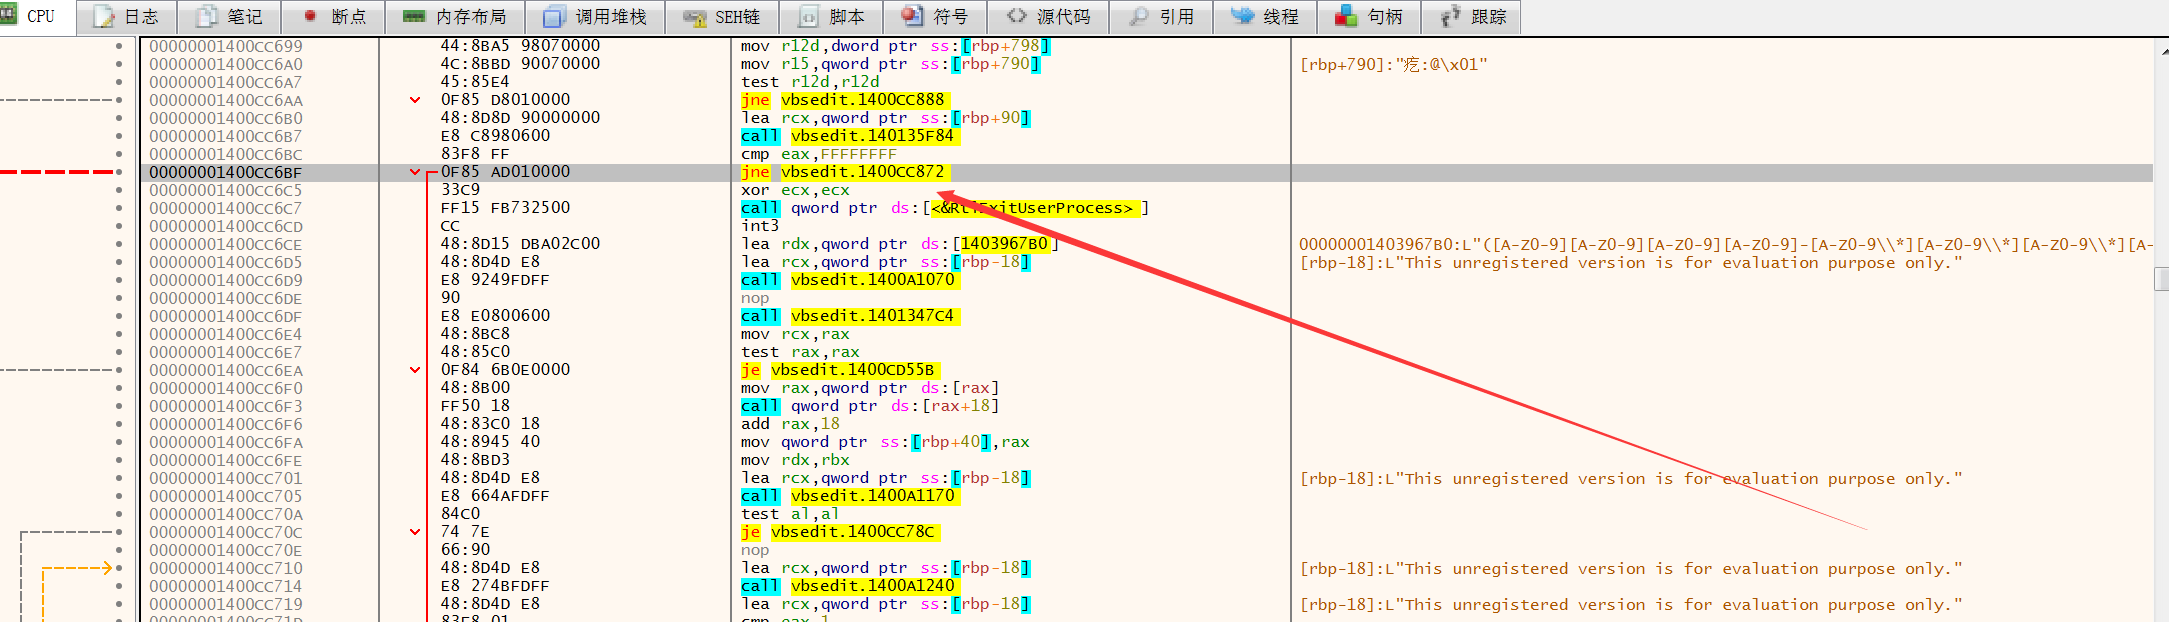 CPU 日志 笔记 断点 内存布局 调用堆栈 SEH链 脚本 符号 源代码 引用 线程 句柄 跟踪
00000001400CC699 44:8BA5 98070000 mov r12d,dword ptr ss:[rbp+798]
00000001400CC6A0 4C:8BBD 90070000 mov r15,qword ptr ss:[rbp+790] [rbp+790]:"疙:@\x01"
00000001400CC6A7 45:85E4 test r12d,r12d
00000001400CC6AA 0F85 D8010000 jne vbsedit.1400CC888
00000001400CC6B0 48:8D8D 90000000 lea rcx,qword ptr ss:[rbp+90]
00000001400CC6B7 E8 C8980600 call vbsedit.140135F84
00000001400CC6BC 83F8 FF cmp eax,FFFFFFFF
00000001400CC6BF 0F85 AD010000 jne vbsedit.1400CC872
00000001400CC6C5 33C9 xor ecx,ecx
00000001400CC6C7 FF15 FB732500 call qword ptr ds:[<&RtlExitUserProcess>]
00000001400CC6CD CC int3
00000001400CC6CE 48:8D15 DBA02C00 lea rdx,qword ptr ds:[1403967B0] 00000001403967B0:L"([A-Z0-9][A-Z0-9][A-Z0-9][A-Z0-9]-[A-Z0-9\\*][A-Z0-9\\*][A-Z0-9\\*][A-
00000001400CC6D5 48:8D4D E8 lea rcx,qword ptr ss:[rbp-18] [rbp-18]:L"This unregistered version is for evaluation purpose only."
00000001400CC6D9 E8 9249FDFF call vbsedit.1400A1070
00000001400CC6DE 90 nop
00000001400CC6DF E8 E0800600 call vbsedit.1401347C4
00000001400CC6E4 48:8BC8 mov rcx,rax
00000001400CC6E7 48:85C0 test rax,rax
00000001400CC6EA 0F84 6B0E0000 je vbsedit.1400CD55B
00000001400CC6F0 48:8B00 mov rax,qword ptr ds:[rax]
00000001400CC6F3 FF50 18 call qword ptr ds:[rax+18]
00000001400CC6F6 48:83C0 18 add rax,18
00000001400CC6FA 48:8945 40 mov qword ptr ss:[rbp+40],rax
00000001400CC6FE 48:8BD3 mov rdx,rbx
00000001400CC701 48:8D4D E8 lea rcx,qword ptr ss:[rbp-18] [rbp-18]:L"This unregistered version is for evaluation purpose only."
00000001400CC705 E8 664AFDFF call vbsedit.1400A1170
00000001400CC70A 84C0 test al,al
00000001400CC70C 74 7E je vbsedit.1400CC78C
00000001400CC70E 66:90 nop
00000001400CC710 48:8D4D E8 lea rcx,qword ptr ss:[rbp-18] [rbp-18]:L"This unregistered version is for evaluation purpose only."
00000001400CC714 E8 274BFDFF call vbsedit.1400A1240
00000001400CC719 48:8D4D E8 lea rcx,qword ptr ss:[rbp-18] [rbp-18]:L"This unregistered version is for evaluation purpose only."
00000001400CC71D 83F8 01 cmp eax,1